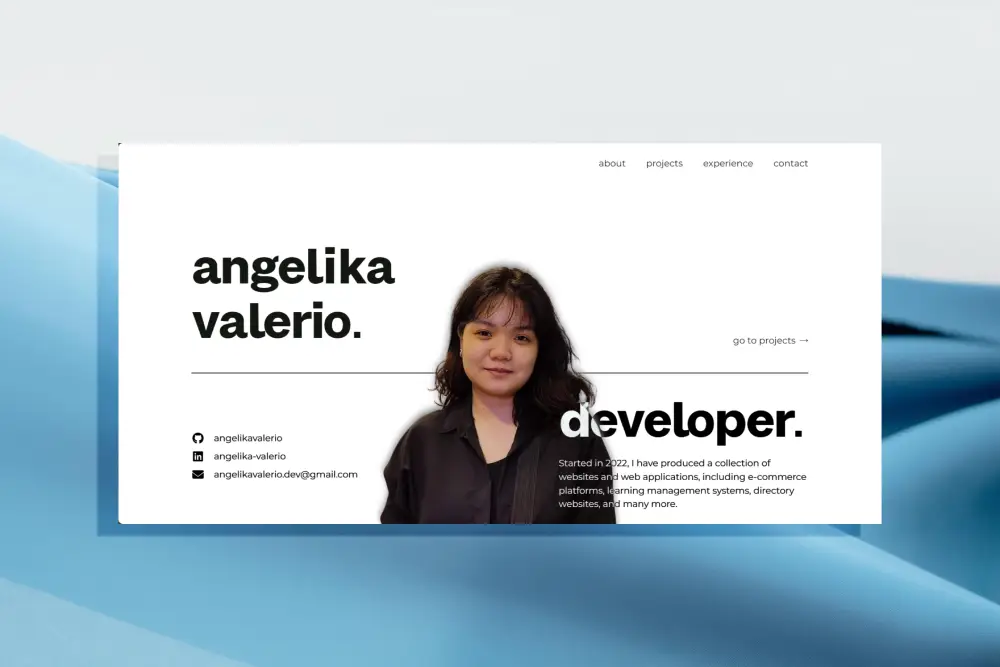 about projects experience contact
angelika
valerio.
go to projects →
developer.
angelikavalerio
angelika-valerio
angelikavalerio.dev@gmail.com
Started in 2022, I have produced a collection of
websites and web applications, including e-commerce
platforms, learning management systems, directory
websites, and many more.